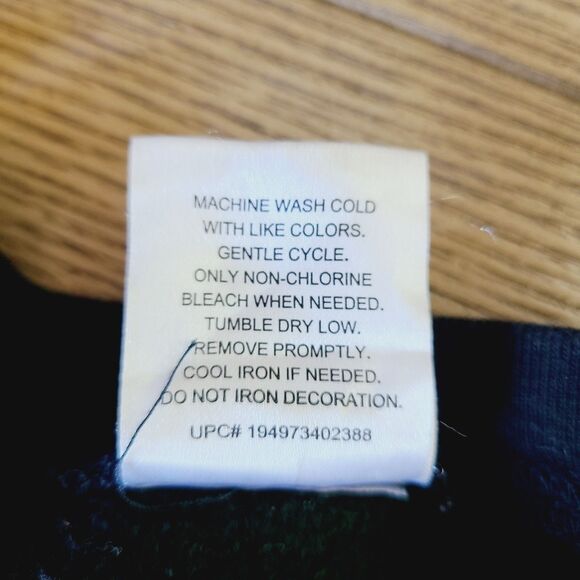 MACHINE WASH COLD
WITH LIKE COLORS.
GENTLE CYCLE.
ONLY NON-CHLORINE
BLEACH WHEN NEEDED.
TUMBLE DRY LOW.
REMOVE PROMPTLY.
COOL IRON IF NEEDED.
DO NOT IRON DECORATION.
UPC# 194973402388